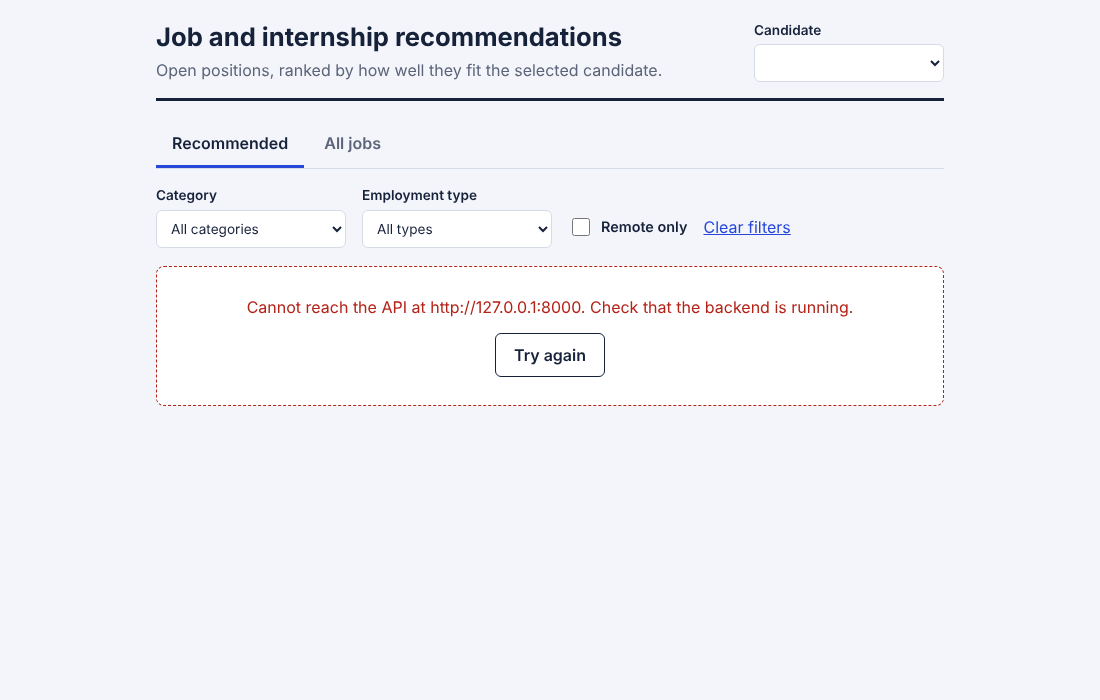 Job and internship recommendations
Open positions, ranked by how well they fit the selected candidate.
Candidate
Recommended
All jobs
Category
Employment type
All categories
All types
Remote only
Clear filters
Cannot reach the API at http://127.0.0.1:8000. Check that the backend is running.
Try again